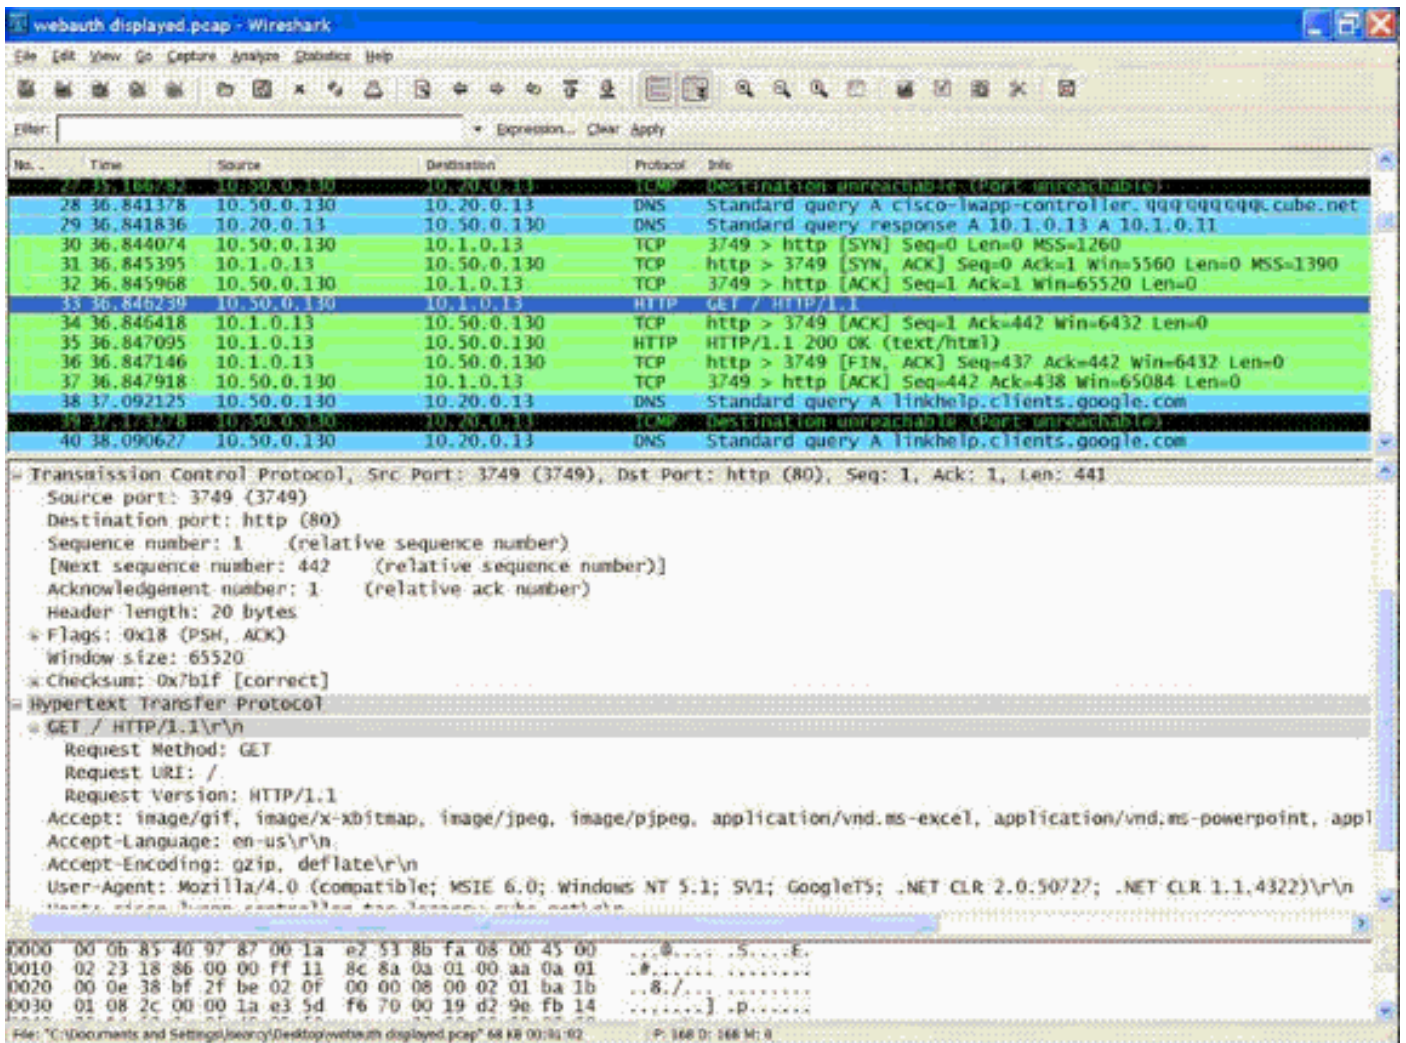 webauth displayed.pcap - Wireshark
File Edit View Go Capture Analyze Statistics Help
Filter: Expression... Clear Apply
No. . Time Source Destination Protocol Info
27 35.166782 10.50.0.130 10.20.0.13 ICMP Destination unreachable (Port unreachable)
28 36.841378 10.50.0.130 10.20.0.13 DNS Standard query A cisco-lwapp-controller. cube.net
29 36.841836 10.20.0.13 10.50.0.130 DNS Standard query response A 10.1.0.13 A 10.1.0.11
30 36.844074 10.50.0.130 10.1.0.13 TCP 3749 > http [SYN] Seq=0 Len=0 MSS=1260
31 36.845395 10.1.0.13 10.50.0.130 TCP http > 3749 [SYN, ACK] Seq=0 Ack=1 Win=5560 Len=0 MSS=1390
32 36.845968 10.50.0.130 10.1.0.13 TCP 3749 > http [ACK] Seq=1 Ack=1 Win=65520 Len=0
33 36.846239 10.50.0.130 10.1.0.13 HTTP GET / HTTP/1.1
34 36.846418 10.1.0.13 10.50.0.130 TCP http > 3749 [ACK] Seq=1 Ack=442 Win=6432 Len=0
35 36.847095 10.1.0.13 10.50.0.130 HTTP HTTP/1.1 200 OK (text/html)
36 36.847146 10.1.0.13 10.50.0.130 TCP http > 3749 [FIN, ACK] Seq=437 Ack=442 Win=6432 Len=0
37 36.847918 10.50.0.130 10.1.0.13 TCP 3749 > http [ACK] Seq=442 Ack=438 Win=65084 Len=0
38 37.092125 10.50.0.130 10.20.0.13 DNS Standard query A linkhelp.clients.google.com
39 37.173278 10.50.0.130 10.20.0.13 ICMP Destination unreachable (Port unreachable)
40 38.090627 10.50.0.130 10.20.0.13 DNS Standard query A linkhelp.clients.google.com
Transmission Control Protocol, Src Port: 3749 (3749), Dst Port: http (80), Seq: 1, Ack: 1, Len: 441
Source port: 3749 (3749)
Destination port: http (80)
Sequence number: 1 (relative sequence number)
[Next sequence number: 442 (relative sequence number)]
Acknowledgement number: 1 (relative ack number)
Header length: 20 bytes
Flags: 0x18 (PSH, ACK)
Window size: 65520
Checksum: 0x7b1f [correct]
Hypertext Transfer Protocol
GET / HTTP/1.1\r\n
Request Method: GET
Request URI: /
Request Version: HTTP/1.1
Accept: image/gif, image/x-xbitmap, image/jpeg, image/pjpeg, application/vnd.ms-excel, application/vnd.ms-powerpoint, appl
Accept-Language: en-us\r\n
Accept-Encoding: gzip, deflate\r\n
User-Agent: Mozilla/4.0 (compatible; MSIE 6.0; Windows NT 5.1; SV1; GoogleT5; .NET CLR 2.0.50727; .NET CLR 1.1.4322)\r\n
0000 00 0b 85 40 97 87 00 1a e2 53 8b fa 08 00 45 00 ...@.... .S....E.
0010 02 23 18 86 00 00 ff 11 8c 8a 0a 01 00 aa 0a 01 .#...... ........
0020 00 0e 38 bf 2f be 02 0f 00 00 08 00 02 01 ba 1b ..8./... ........
0030 01 08 2c 00 00 1a e3 5d f6 70 00 19 d2 9e fb 14 ..,....] .p......
File: "C:\Documents and Settings\searcy\Desktop\webauth displayed.pcap" 68 KB 00:01:02 P: 168 D: 168 M: 0